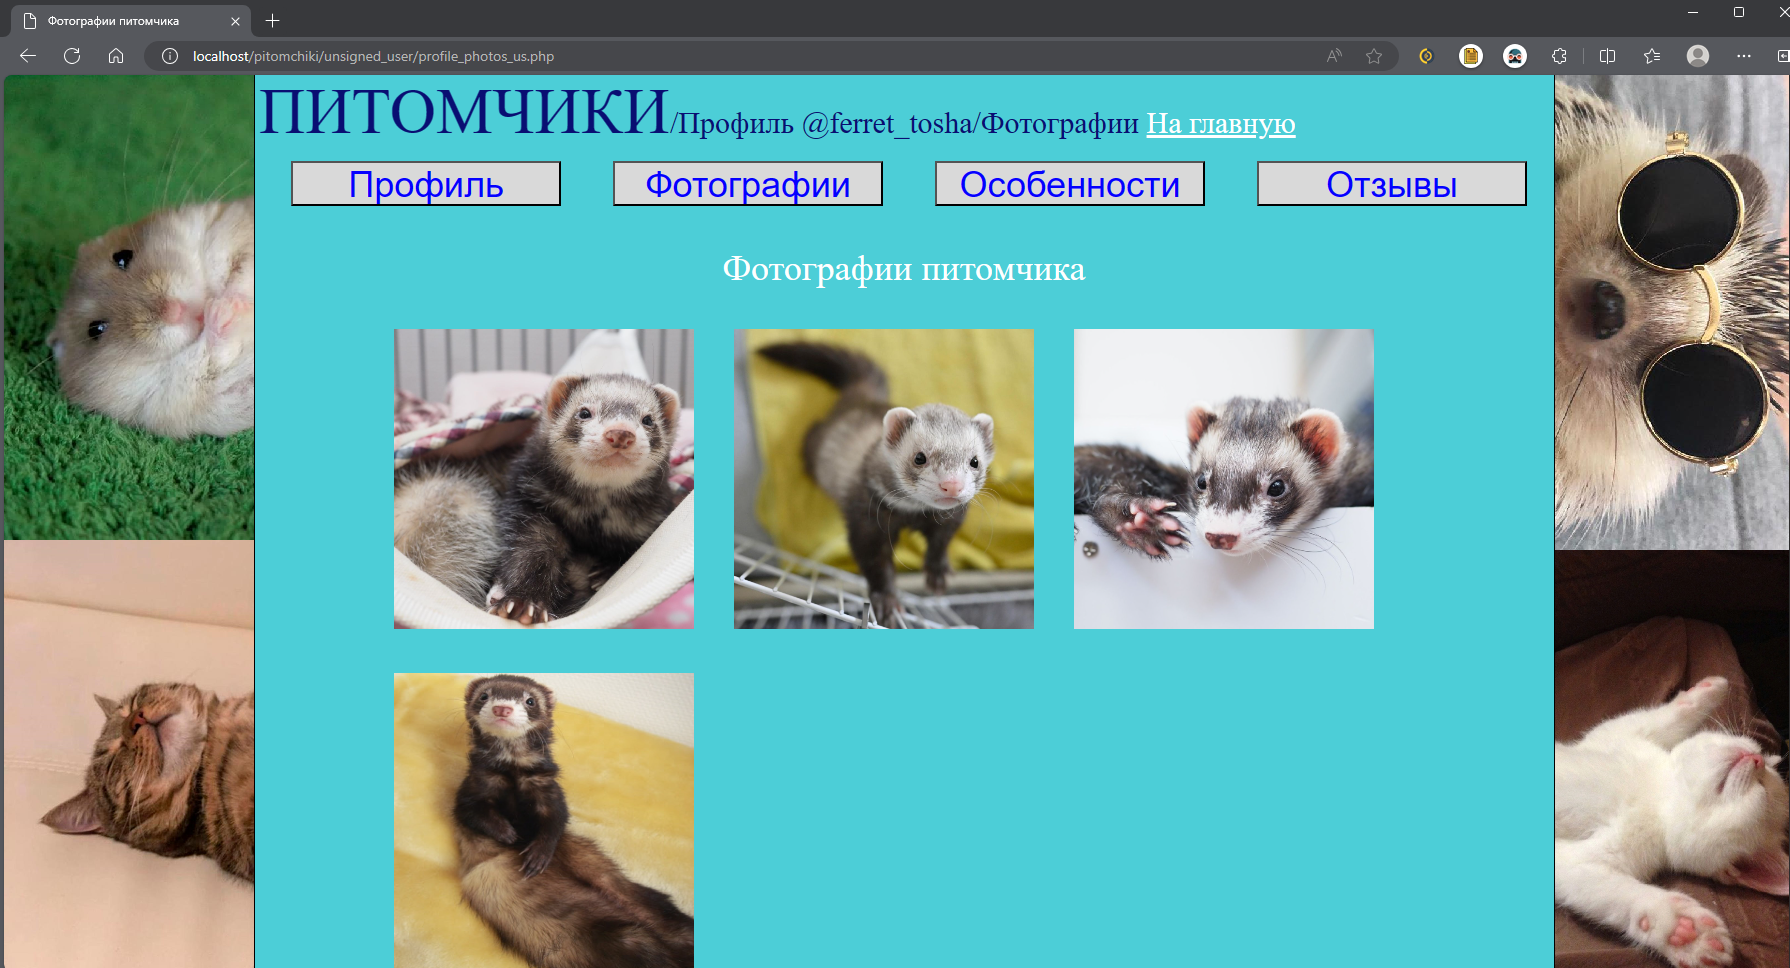 Фотографии питомчика
localhost/pitomchiki/unsigned_user/profile_photos_us.php
ПИТОМЧИКИ/Профиль @ferret_tosha/Фотографии На главную
Профиль Фотографии Особенности Отзывы
Фотографии питомчика